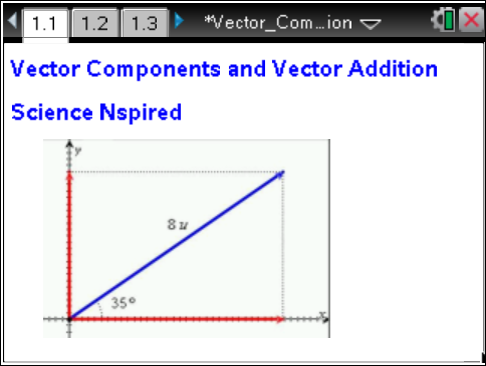 1.1 1.2 1.3 *Vector_Com...ion
Vector Components and Vector Addition
Science Nspired
y
8 u
35°
x